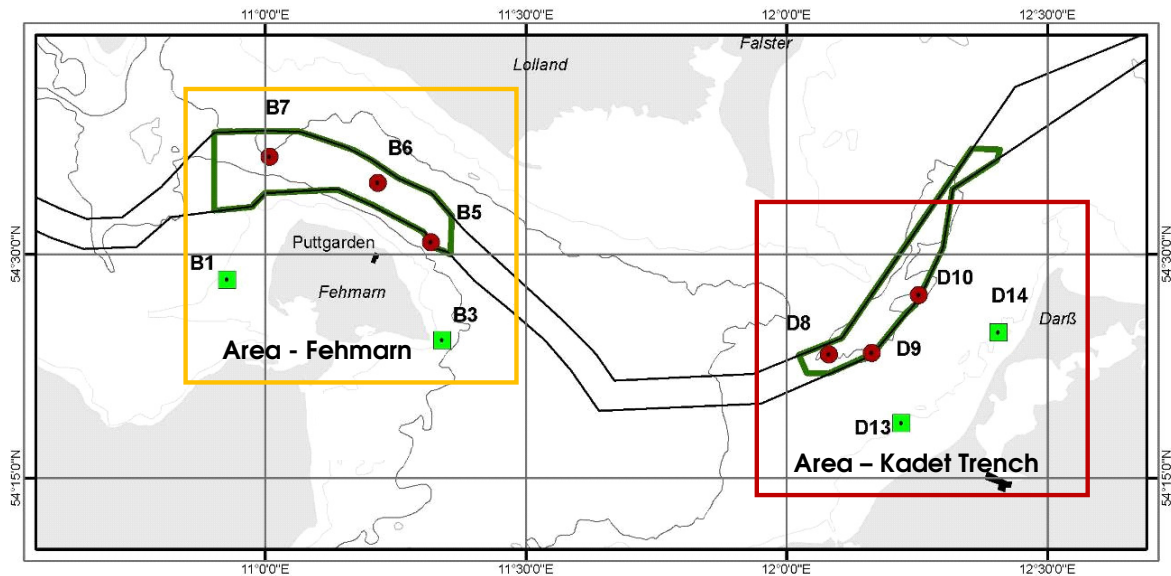 11°0'0"E 11°30'0"E 12°0'0"E 12°30'0"E
Falster
Lolland
B7
B6
B5
Puttgarden
B1
Fehmarn
B3
Area - Fehmarn
54°30'0"N
54°15'0"N
D10
D14
Darß
D8
D9
D13
Area – Kadet Trench
54°30'0"N
54°15'0"N
11°0'0"E 11°30'0"E 12°0'0"E 12°30'0"E